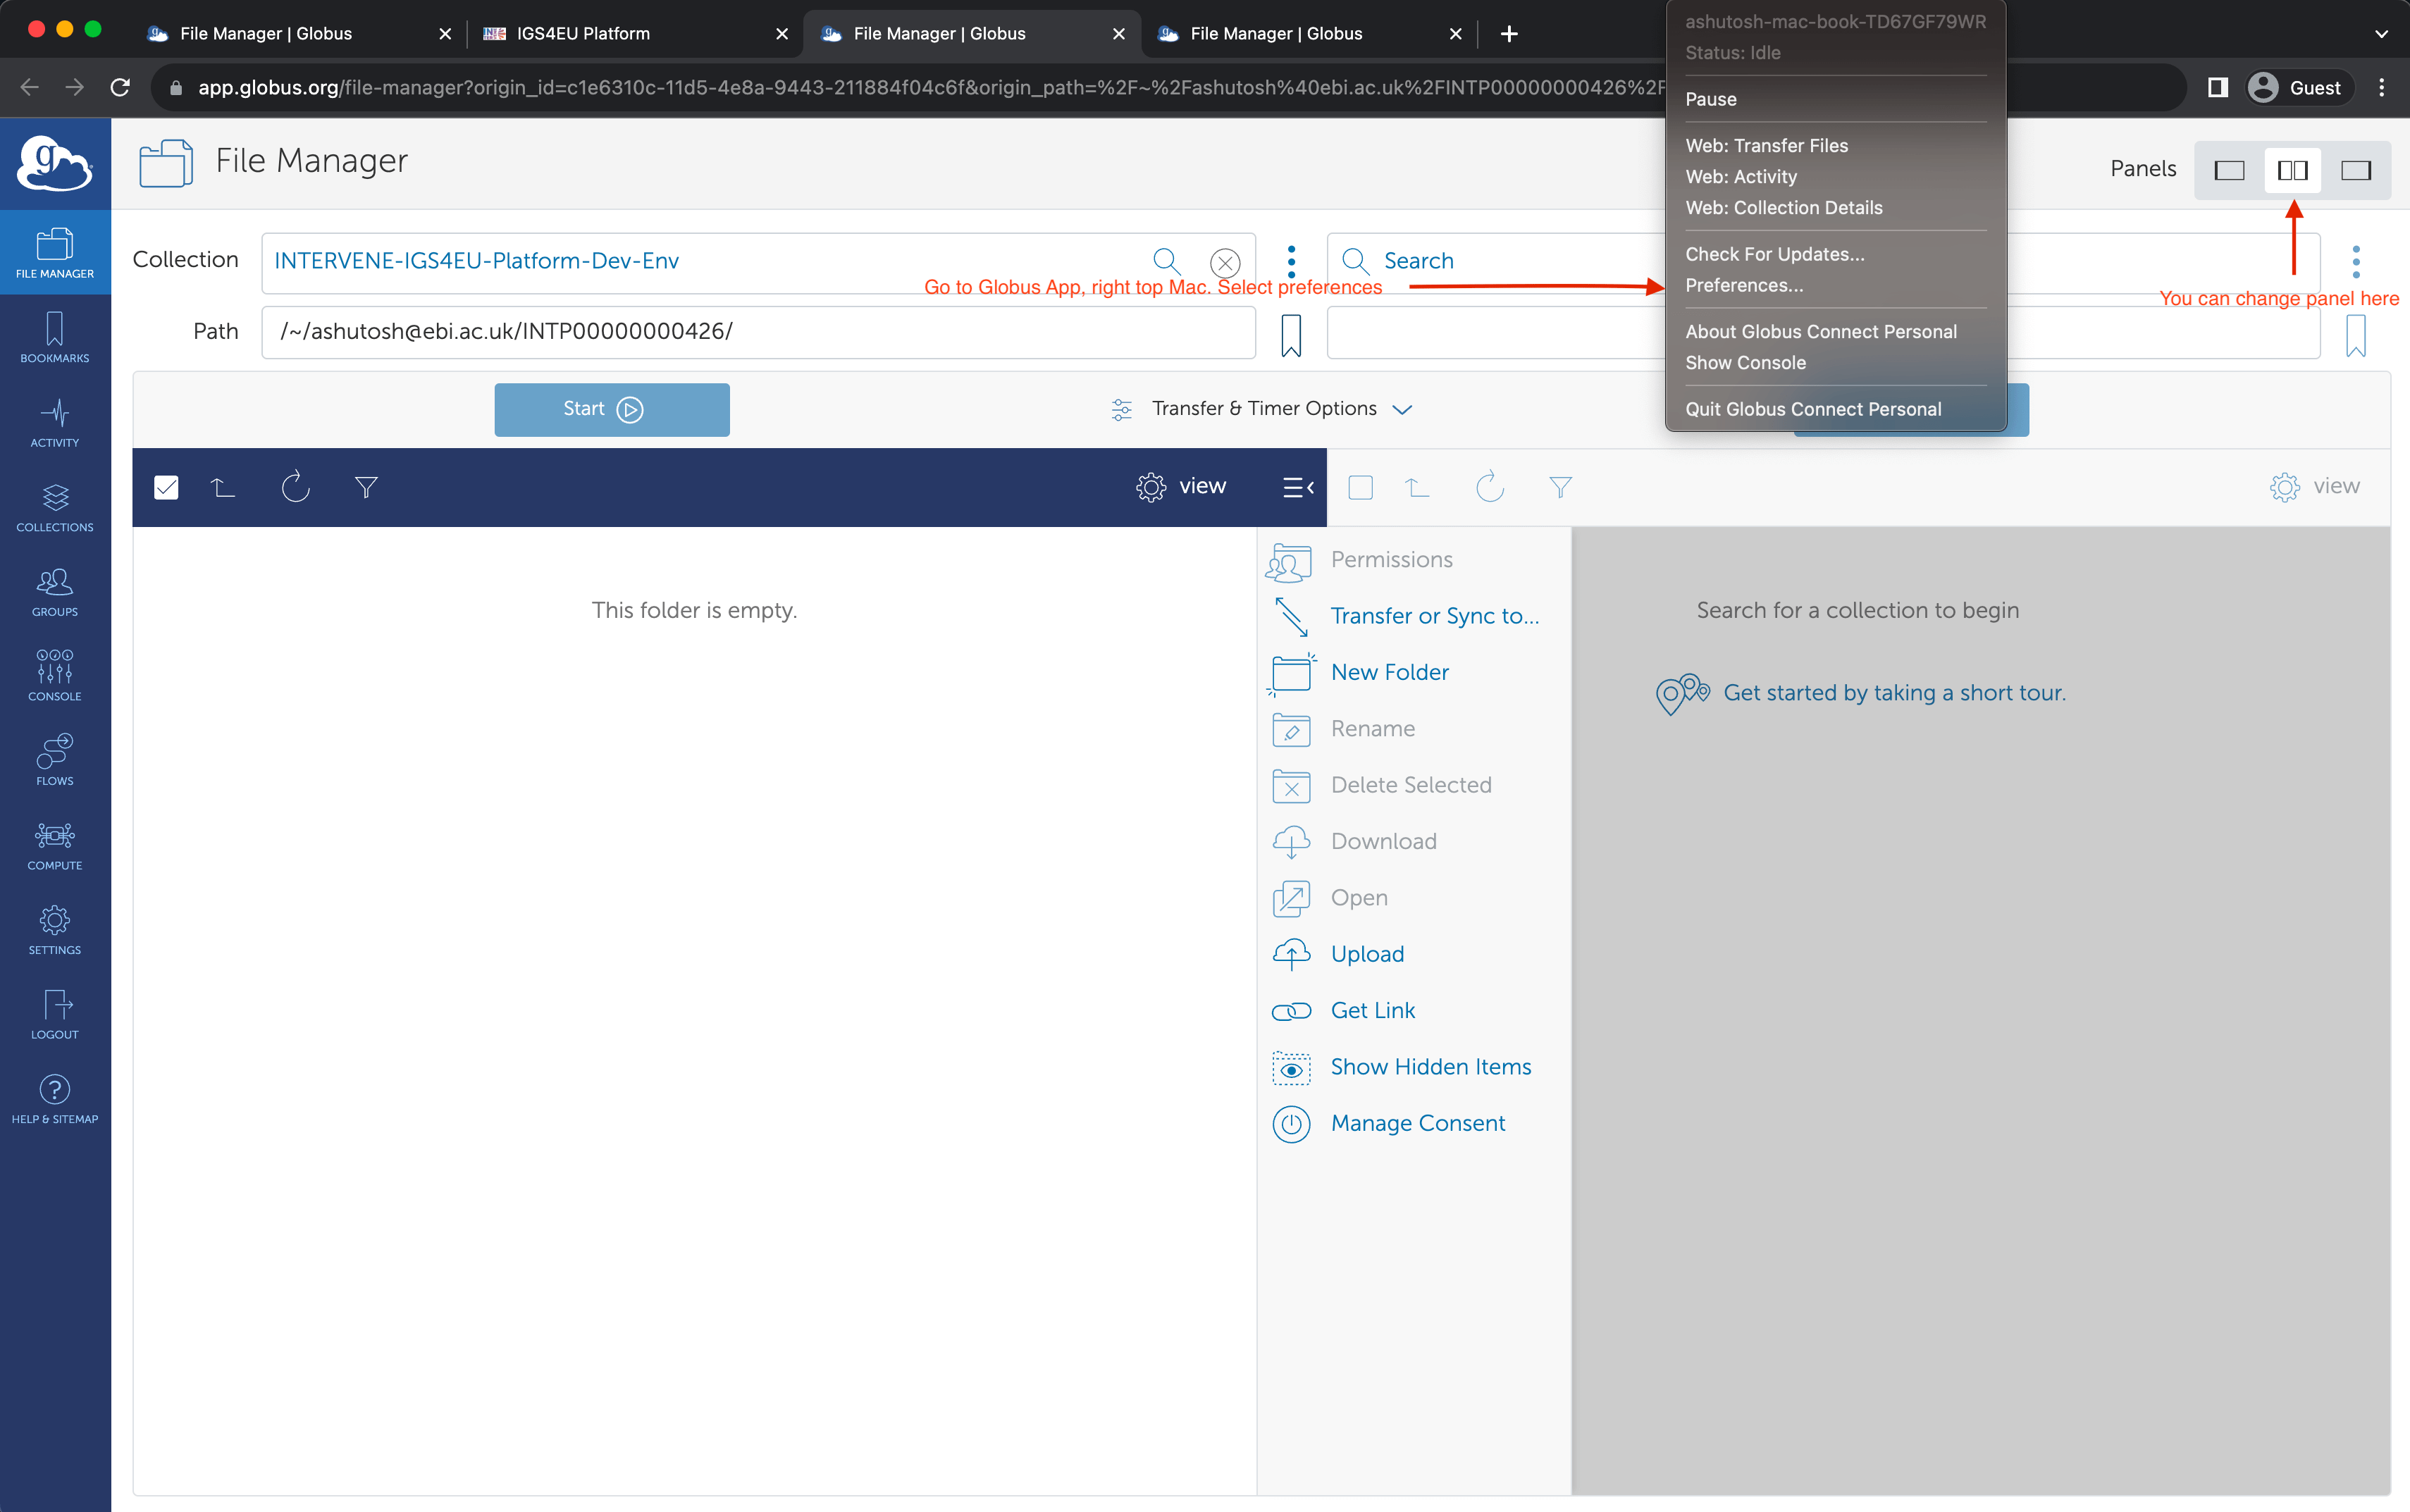 File Manager | Globus
IGS4EU Platform
File Manager | Globus
File Manager | Globus
app.globus.org/file-manager?origin_id=c1e6310c-11d5-4e8a-9443-211884f04c6f&origin_path=%2F~%2Fashutosh%40ebi.ac.uk%2FINTP00000000426%2F
Guest
ashutosh-mac-book-TD67GF79WR
Status: Idle
Pause
Web: Transfer Files
Web: Activity
Web: Collection Details
Check For Updates...
Preferences...
About Globus Connect Personal
Show Console
Quit Globus Connect Personal
File Manager
Panels
FILE MANAGER
BOOKMARKS
ACTIVITY
COLLECTIONS
GROUPS
CONSOLE
FLOWS
COMPUTE
SETTINGS
LOGOUT
HELP & SITEMAP
Collection
INTERVENE-IGS4EU-Platform-Dev-Env
Search
Go to Globus App, right top Mac. Select preferences
You can change panel here
Path
/~/ashutosh@ebi.ac.uk/INTP00000000426/
Start
Transfer & Timer Options
view
view
This folder is empty.
Permissions
Transfer or Sync to...
New Folder
Rename
Delete Selected
Download
Open
Upload
Get Link
Show Hidden Items
Manage Consent
Search for a collection to begin
Get started by taking a short tour.